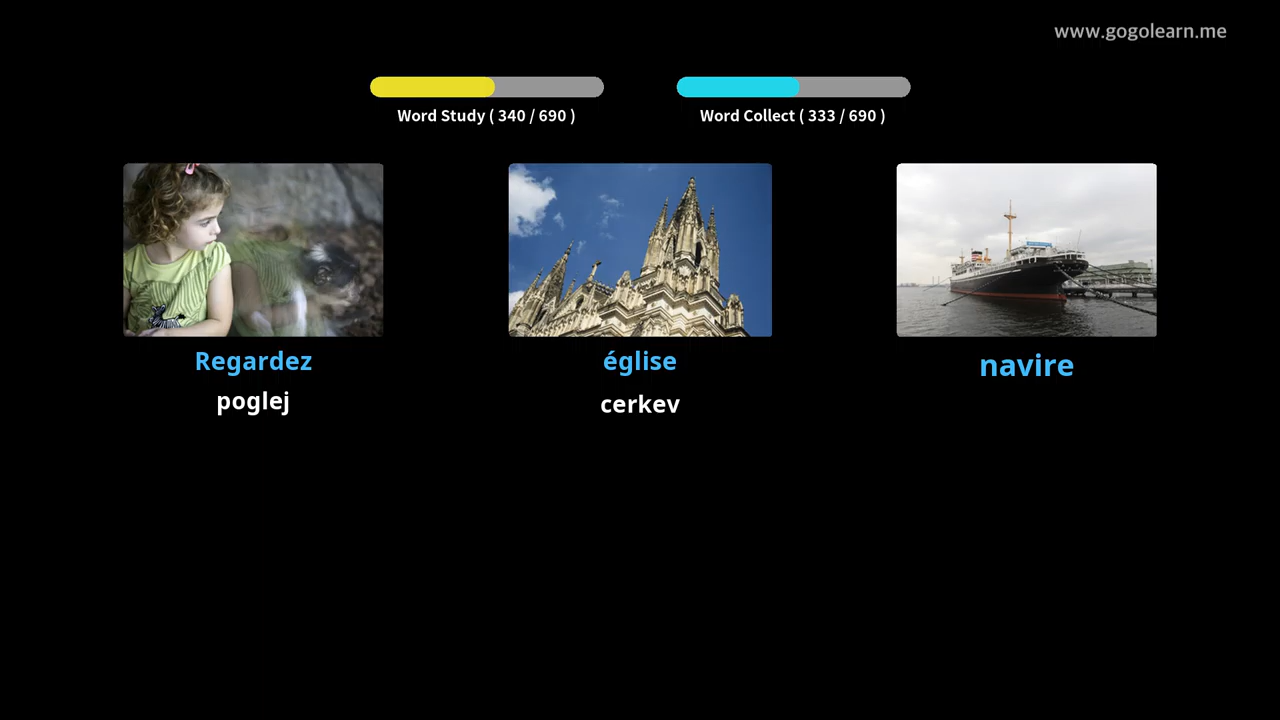 www.gogolearn.me
Word Study ( 340 / 690 )
Word Collect ( 333 / 690 )
Regardez
poglej
église
cerkev
navire